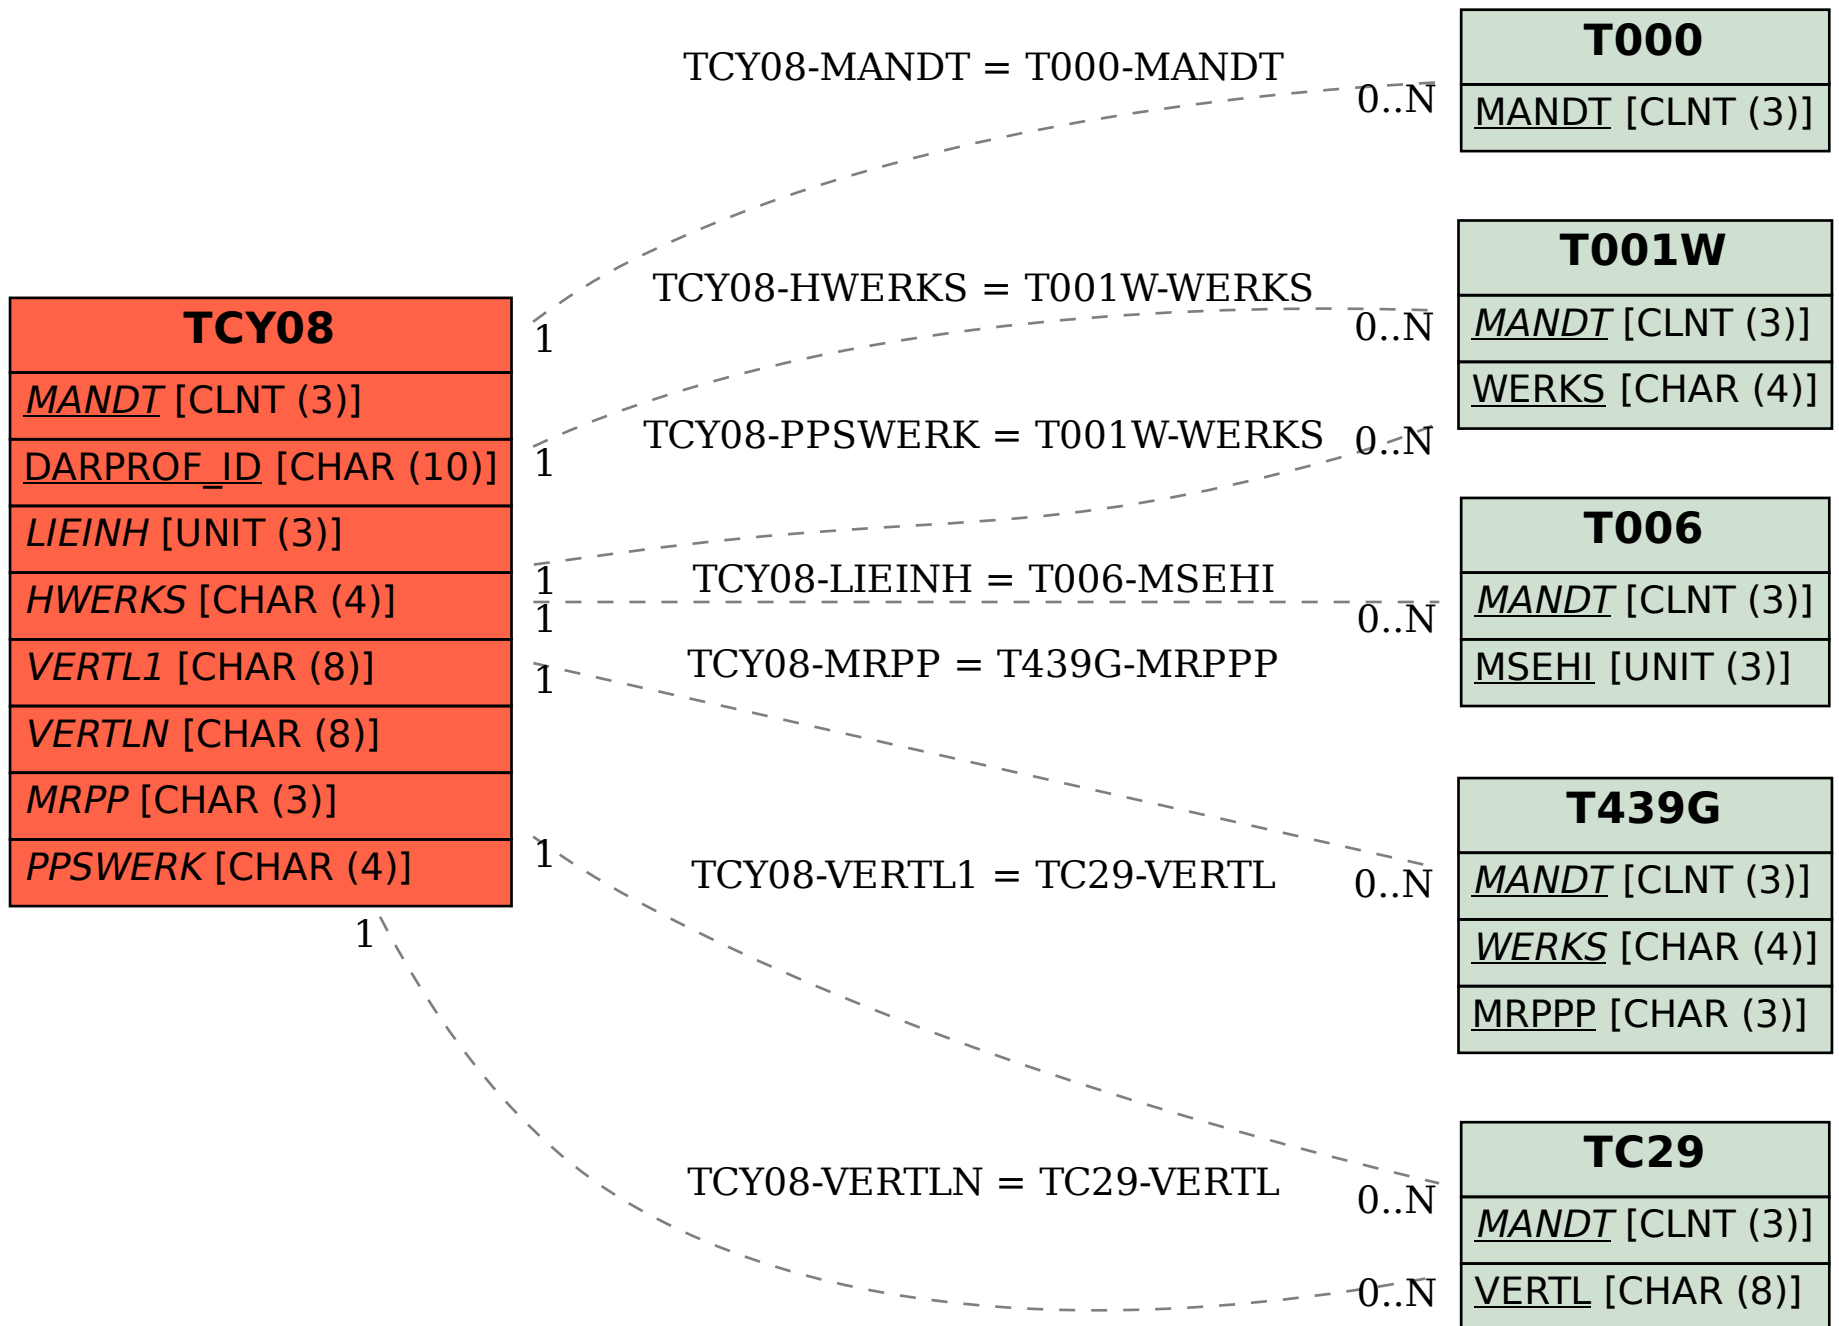 TCY08
MANDT [CLNT (3)]
DARPROF_ID [CHAR (10)]
LIEINH [UNIT (3)]
HWERKS [CHAR (4)]
VERTL1 [CHAR (8)]
VERTLN [CHAR (8)]
MRPP [CHAR (3)]
PPSWERK [CHAR (4)]
TCY08-MANDT = T000-MANDT
1
0..N
TCY08-HWERKS = T001W-WERKS
1
0..N
TCY08-PPSWERK = T001W-WERKS
1
0..N
TCY08-LIEINH = T006-MSEHI
1
0..N
TCY08-MRPP = T439G-MRPPP
1
0..N
TCY08-VERTL1 = TC29-VERTL
1
0..N
TCY08-VERTLN = TC29-VERTL
1
0..N
T000
MANDT [CLNT (3)]
T001W
MANDT [CLNT (3)]
WERKS [CHAR (4)]
T006
MANDT [CLNT (3)]
MSEHI [UNIT (3)]
T439G
MANDT [CLNT (3)]
WERKS [CHAR (4)]
MRPPP [CHAR (3)]
TC29
MANDT [CLNT (3)]
VERTL [CHAR (8)]